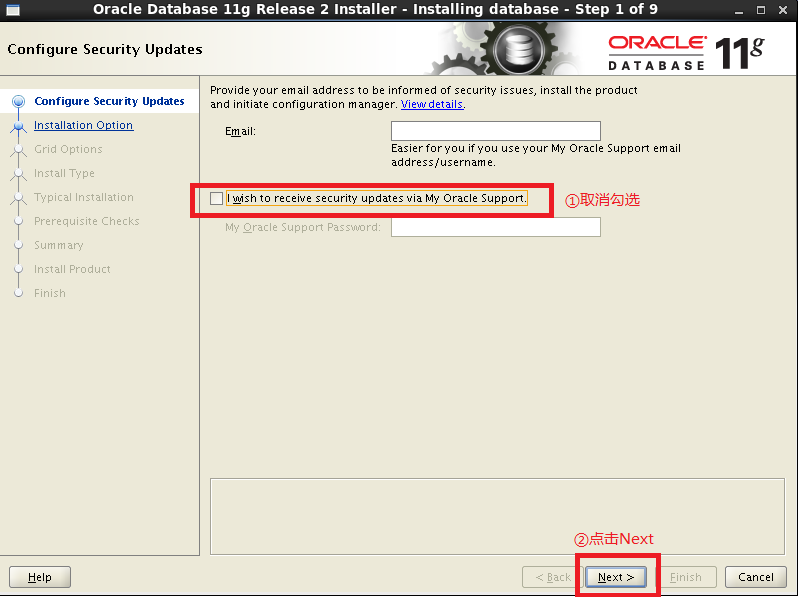 Oracle Database 11g Release 2 Installer - Installing database - Step 1 of 9
Configure Security Updates
ORACLE
DATABASE
11g
Configure Security Updates
Installation Option
Grid Options
Install Type
Typical Installation
Prerequisite Checks
Summary
Install Product
Finish
Provide your email address to be informed of security issues, install the product
and initiate configuration manager. View details.
Email:
Easier for you if you use your My Oracle Support email
address/username.
I wish to receive security updates via My Oracle Support.
①取消勾选
My Oracle Support Password:
②点击Next
Help
< Back
Next >
Finish
Cancel